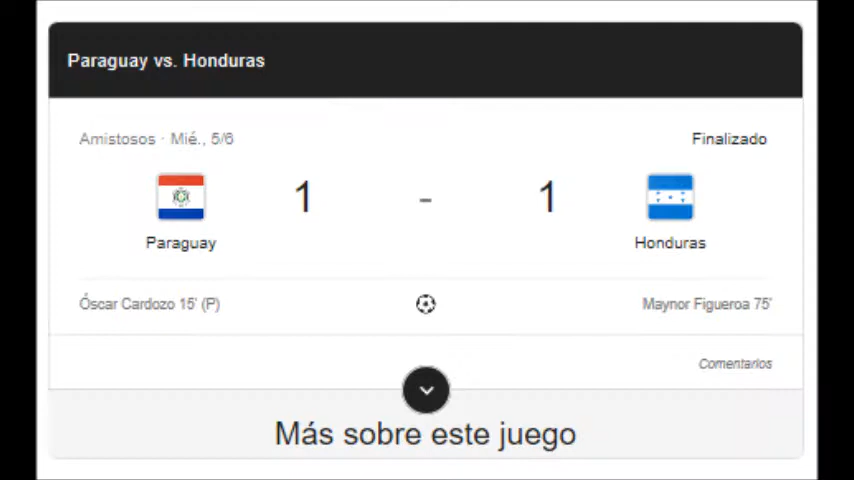 Paraguay vs. Honduras
Amistosos · Mié., 5/6
Finalizado
1 - 1
Paraguay
Honduras
Óscar Cardozo 15' (P)
Maynor Figueroa 75'
Comentarios
Más sobre este juego